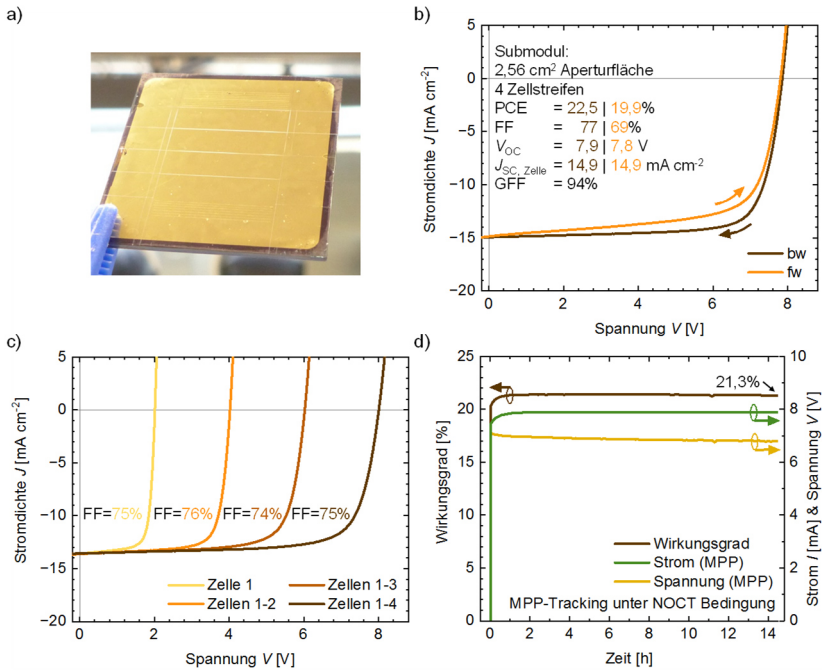 a)
b)
Submodul:
2,56 cm² Aperturfläche
4 Zellstreifen
PCE = 22,5 | 19,9%
FF = 77 | 69%
V_OC = 7,9 | 7,8 V
J_SC, Zelle = 14,9 | 14,9 mA cm⁻²
GFF = 94%
bw
fw
5
0
−5
−10
−15
−20
0 2 4 6 8
Stromdichte J [mA cm⁻²]
Spannung V [V]
c)
5
0
−5
−10
−15
−20
FF=75% FF=76% FF=74% FF=75%
Zelle 1 Zellen 1-3
Zellen 1-2 Zellen 1-4
0 2 4 6 8
Stromdichte J [mA cm⁻²]
Spannung V [V]
d)
25
20
15
10
5
0
10
8
6
4
2
0
21,3%
Wirkungsgrad
Strom (MPP)
Spannung (MPP)
MPP-Tracking unter NOCT Bedingung
0 2 4 6 8 10 12 14
Wirkungsgrad [%]
Strom I [mA] & Spannung V [V]
Zeit [h]